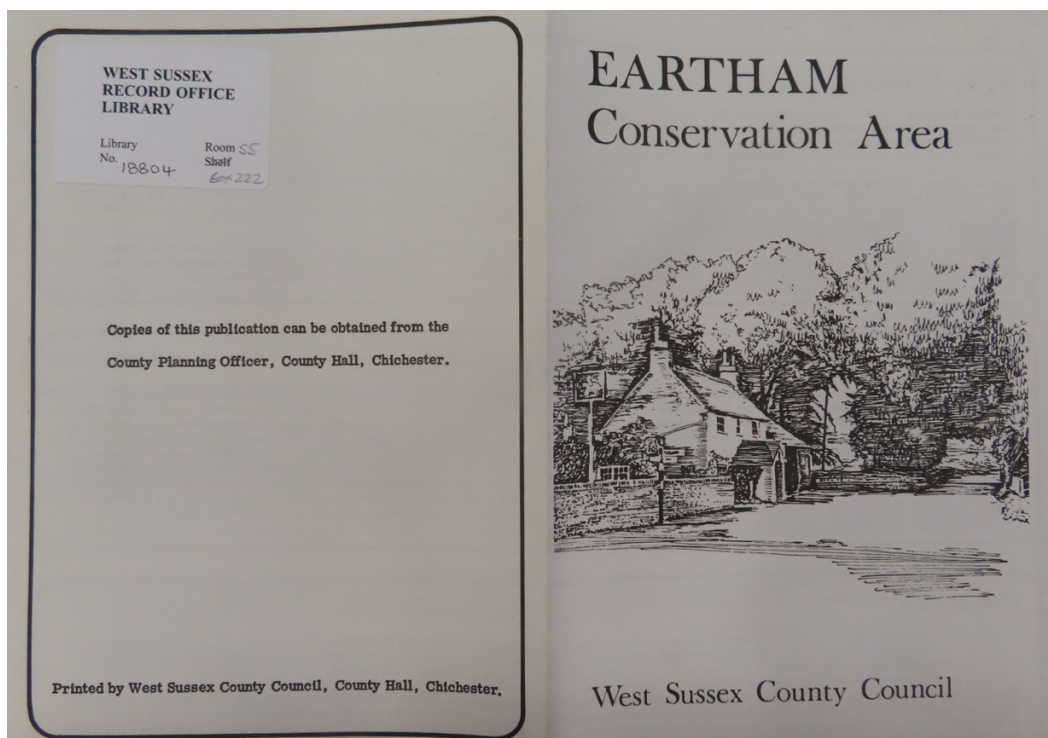 WEST SUSSEX
RECORD OFFICE
LIBRARY
Library
No. 18804
Room 55
Shelf
Box 222
Copies of this publication can be obtained from the
County Planning Officer, County Hall, Chichester.
Printed by West Sussex County Council, County Hall, Chichester.
EARTHAM
Conservation Area
West Sussex County Council